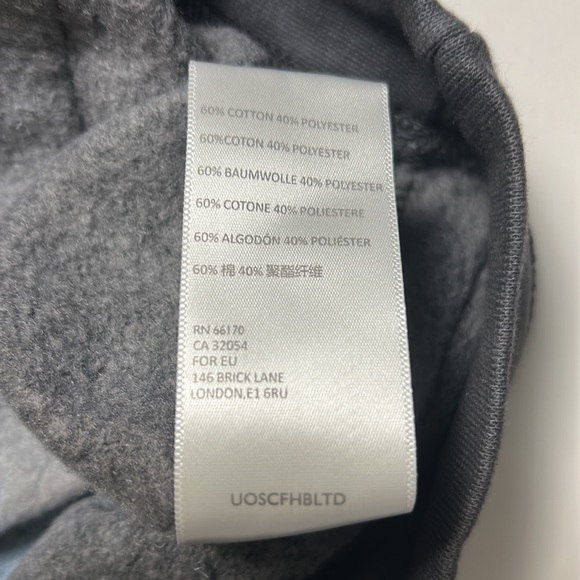 60% COTTON 40% POLYESTER
60%COTON 40% POLYESTER
60% BAUMWOLLE 40% POLYESTER
60% COTONE 40% POLIESTERE
60% ALGODÓN 40% POLIÉSTER
60% 棉 40% 聚酯纤维
RN 66170
CA 32054
FOR EU
146 BRICK LANE
LONDON,E1 6RU
UOSCFHBLTD